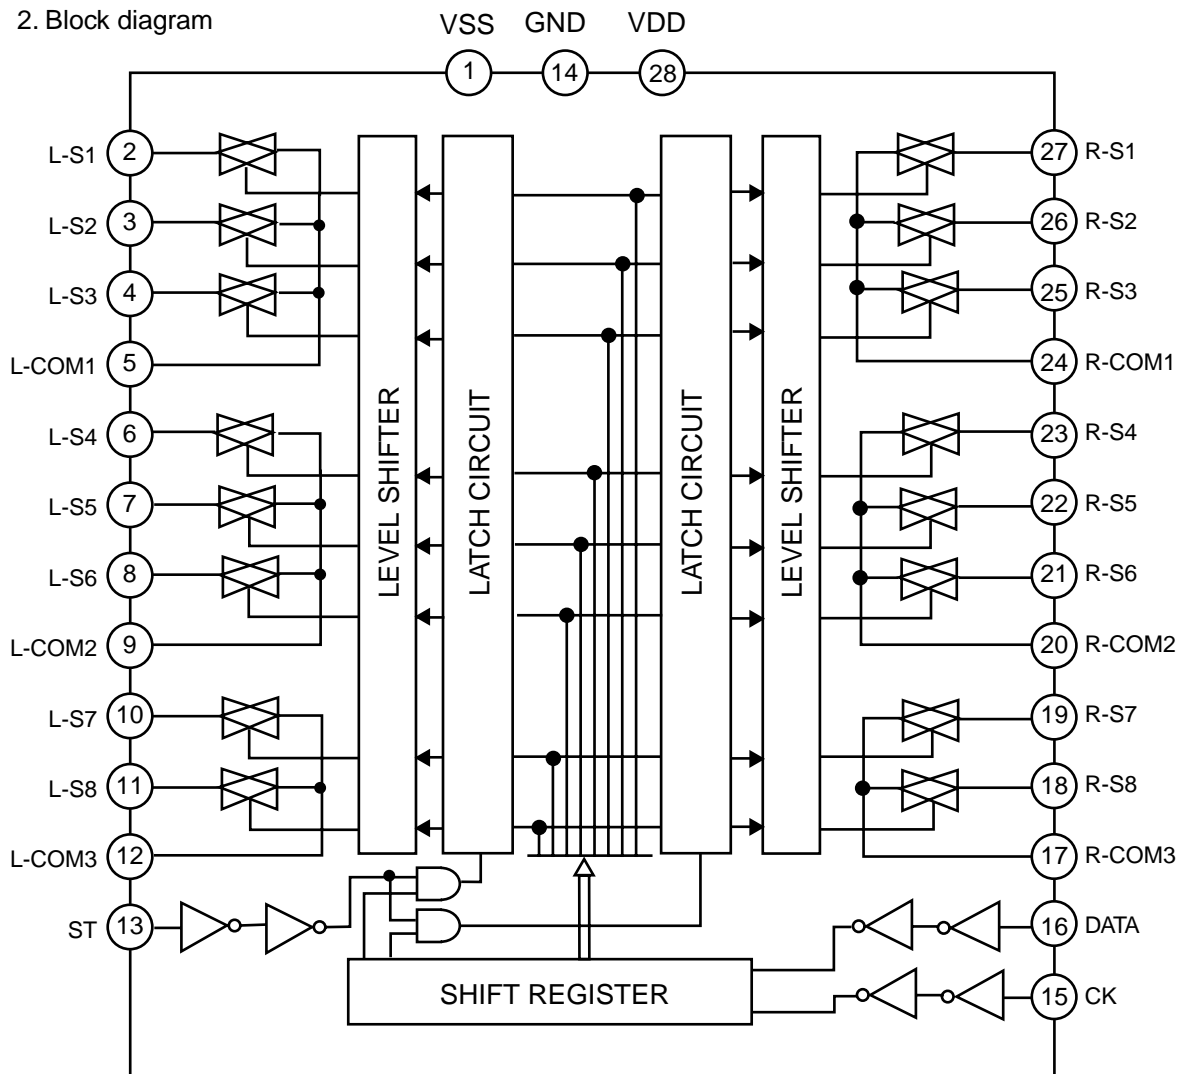 2. Block diagram
VSS GND VDD
1 14 28
L-S1 2 27 R-S1
L-S2 3 26 R-S2
L-S3 4 25 R-S3
L-COM1 5 24 R-COM1
L-S4 6 23 R-S4
L-S5 7 22 R-S5
L-S6 8 21 R-S6
L-COM2 9 20 R-COM2
L-S7 10 19 R-S7
L-S8 11 18 R-S8
L-COM3 12 17 R-COM3
LEVEL SHIFTER
LATCH CIRCUIT
LATCH CIRCUIT
LEVEL SHIFTER
ST 13 16 DATA
SHIFT REGISTER 15 CK